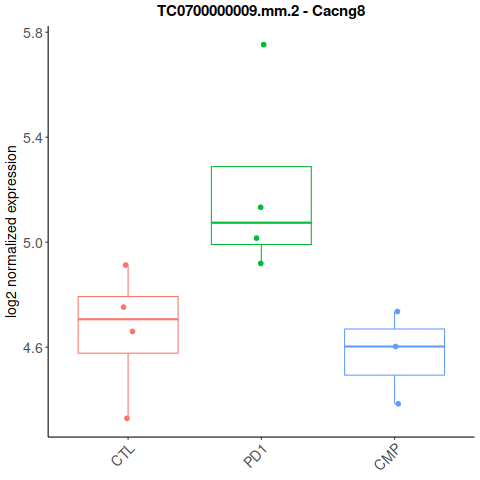 TC0700000009.mm.2 - Cacng8
log2 normalized expression
5.8
5.4
5.0
4.6
CTL
PD1
CMP